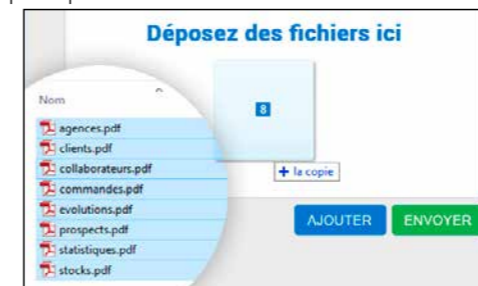 Déposez des fichiers ici
Nom
agences.pdf
clients.pdf
collaborateurs.pdf
commandes.pdf
evolutions.pdf
prospects.pdf
statistiques.pdf
stocks.pdf
8
+ la copie
AJOUTER
ENVOYER